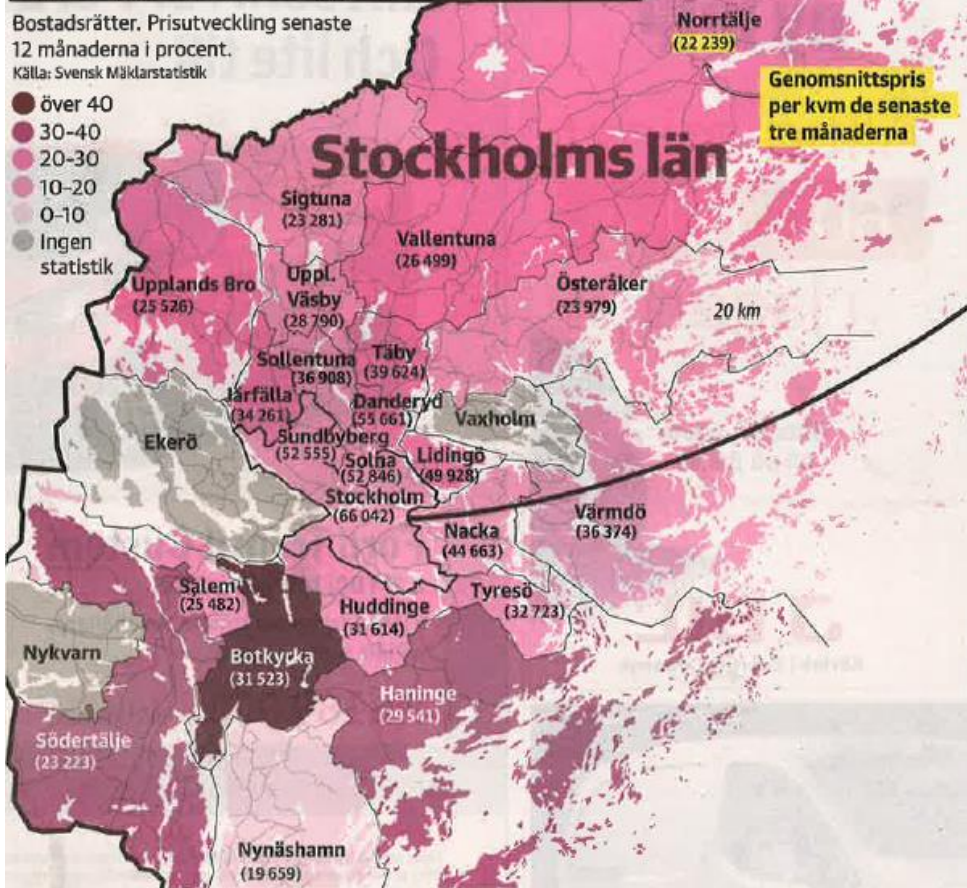 Bostadsrätter. Prisutveckling senaste
12 månaderna i procent.
Källa: Svensk Mäklarstatistik
över 40
30–40
20–30
10–20
0–10
Ingen
statistik
Norrtälje
(22 239)
Genomsnittspris
per kvm de senaste
tre månaderna
Stockholms län
Sigtuna
(23 281)
Vallentuna
(26 499)
Upplands Bro
(25 526)
Uppl.
Väsby
(28 790)
Österåker
(23 979)
20 km
Sollentuna
(36 908)
Täby
(39 624)
Järfälla
(34 261)
Danderyd
(55 661)
Vaxholm
Ekerö
Sundbyberg
(52 555)
Solna
(52 846)
Lidingö
(49 928)
Stockholm
(66 042)
Nacka
(44 663)
Värmdö
(36 374)
Salem
(25 482)
Huddinge
(31 614)
Tyresö
(32 723)
Nykvarn
Botkyrka
(31 523)
Haninge
(29 541)
Södertälje
(23 223)
Nynäshamn
(19 659)